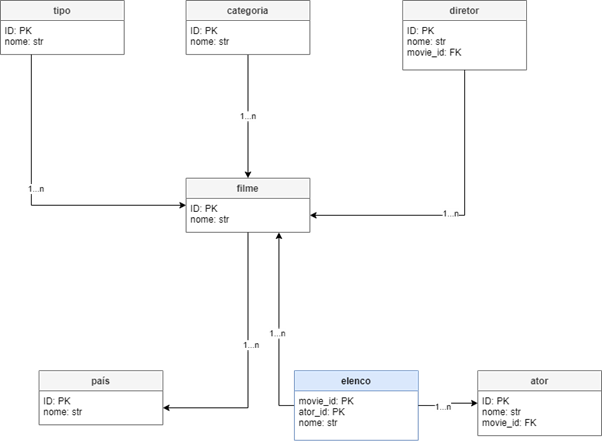 tipo
ID: PK
nome: str
categoria
ID: PK
nome: str
diretor
ID: PK
nome: str
movie_id: FK
1...n
1...n
1...n
filme
ID: PK
nome: str
1...n
1...n
país
ID: PK
nome: str
elenco
movie_id: PK
ator_id: PK
nome: str
1...n
ator
ID: PK
nome: str
movie_id: FK